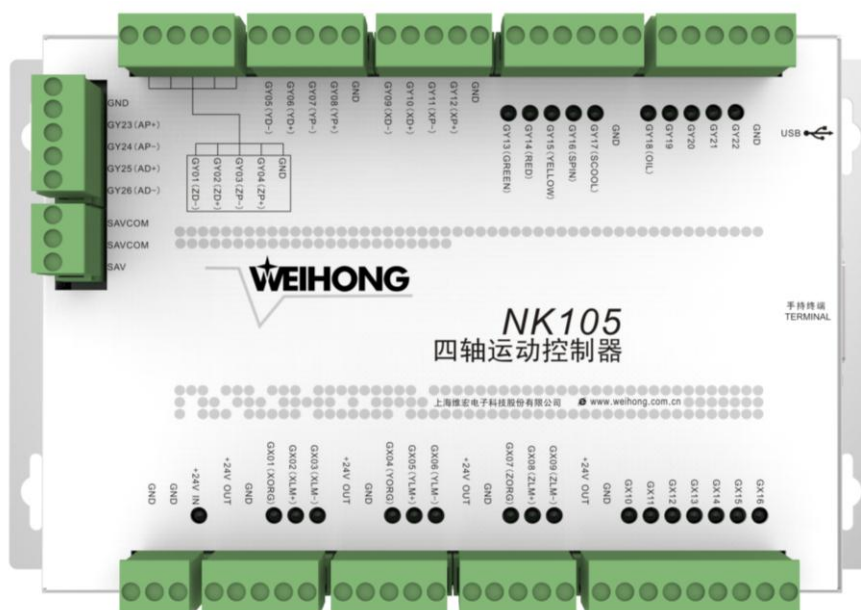 GY05(YD-)
GY06(YD+)
GY07(YP-)
GY08(YP+)
GND
GY09(XD-)
GY10(XD+)
GY11(XP-)
GY12(XP+)
GND
GY13(GREEN)
GY14(RED)
GY15(YELLOW)
GY16(SPIN)
GY17(SCOOL)
GND
GY18(OIL)
GY19
GY20
GY21
GY22
GND
USB
GND
GY23(AP+)
GY24(AP-)
GY25(AD+)
GY26(AD-)
GY01(ZD-)
GY02(ZD+)
GY03(ZP-)
GY04(ZP+)
GND
SAVCOM
SAVCOM
SAV
WEIHONG
NK105
四轴运动控制器
手持终端
TERMINAL
上海维宏电子科技股份有限公司 www.weihong.com.cn
GND
GND
+24V IN
+24V OUT
GND
GX01(XORG)
GX02(XLM+)
GX03(XLM-)
+24V OUT
GND
GX04(YORG)
GX05(YLM+)
GX06(YLM-)
+24V OUT
GND
GX07(ZORG)
GX08(ZLM+)
GX09(ZLM-)
+24V OUT
GND
GX10
GX11
GX12
GX13
GX14
GX15
GX16